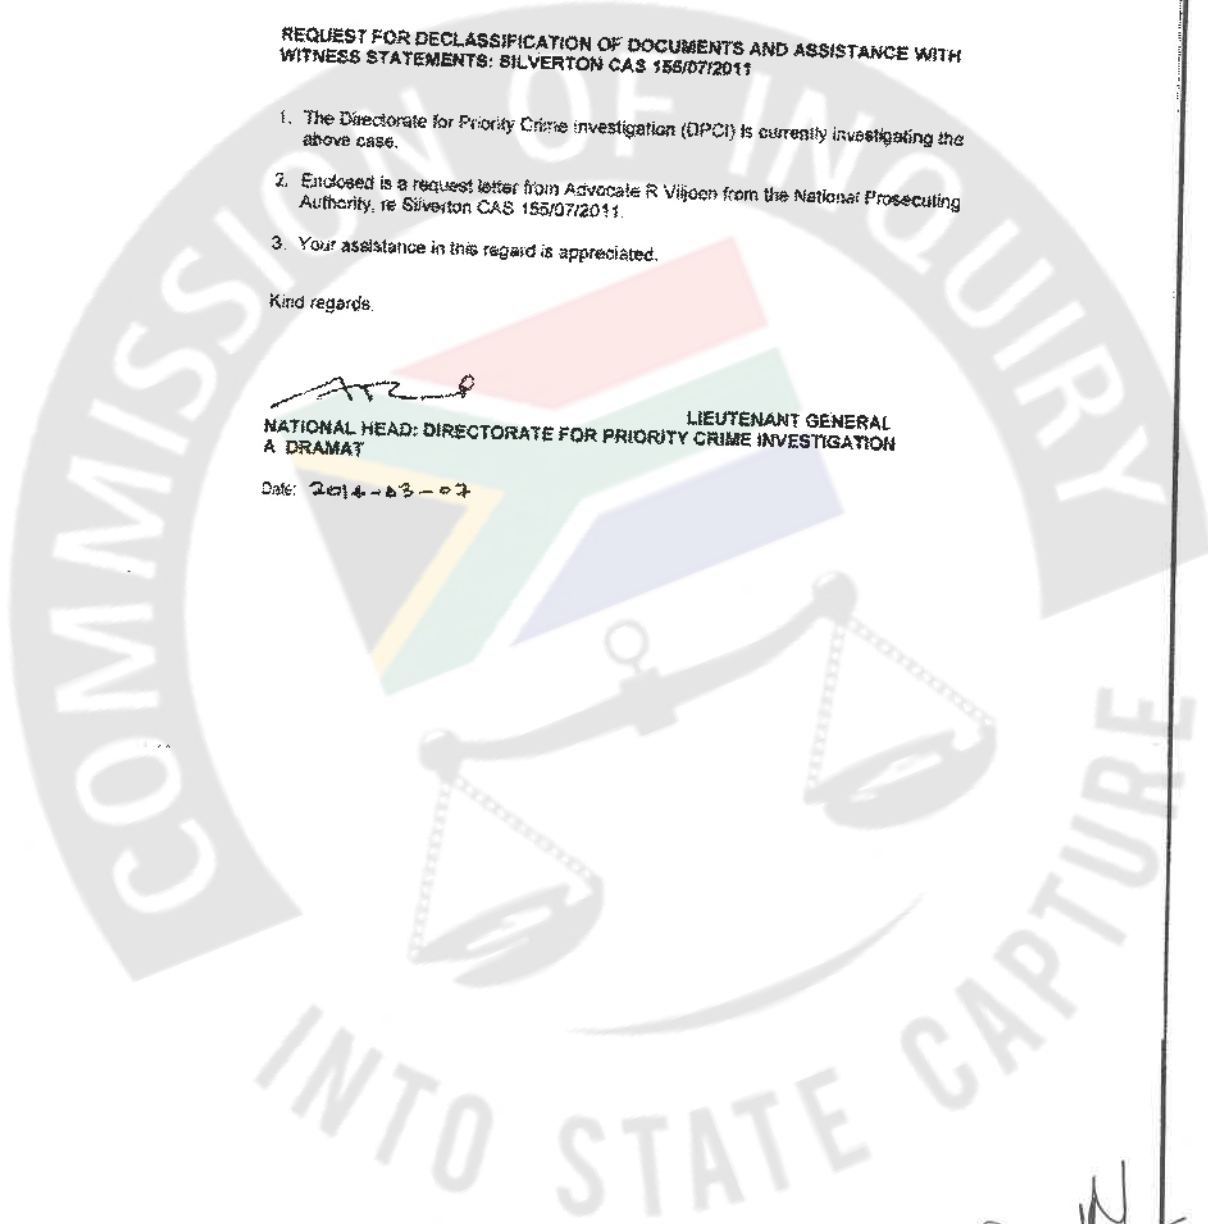 REQUEST FOR DECLASSIFICATION OF DOCUMENTS AND ASSISTANCE WITH
WITNESS STATEMENTS: SILVERTON CAS 155/07/2011
1. The Directorate for Priority Crime Investigation (DPCI) is currently investigating the
above case.
2. Enclosed is a request letter from Advocate R Viljoen from the National Prosecuting
Authority, re Silverton CAS 155/07/2011.
3. Your assistance in this regard is appreciated.
Kind regards.
LIEUTENANT GENERAL
NATIONAL HEAD: DIRECTORATE FOR PRIORITY CRIME INVESTIGATION
A DRAMAT
Date: 2014-03-07
COMMISSION OF INQUIRY
INTO STATE CAPTURE